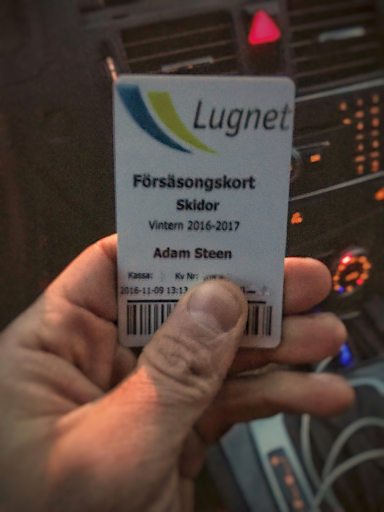 Lugnet
Försäsongskort
Skidor
Vintern 2016-2017
Adam Steen
Kassa: Kv Nr:
2016-11-09 13:13